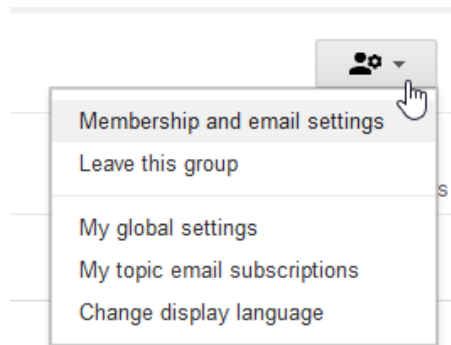 Membership and email settings
Leave this group
s
My global settings
My topic email subscriptions
Change display language